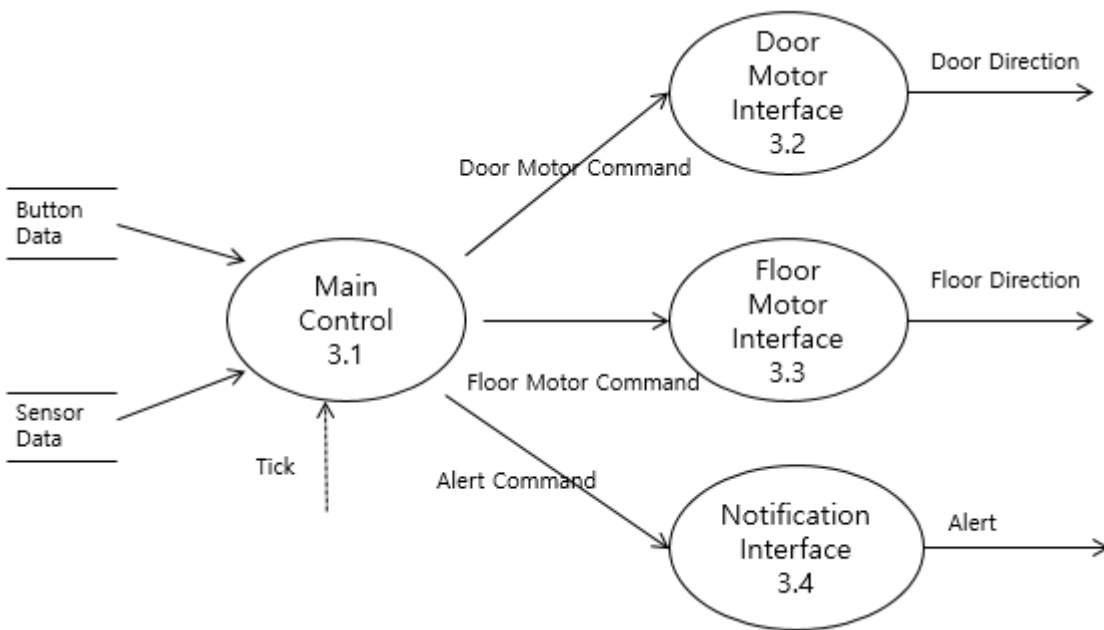 Door
Motor
Interface
3.2
Door Direction
Door Motor Command
Button
Data
Main
Control
3.1
Floor
Motor
Interface
3.3
Floor Direction
Floor Motor Command
Sensor
Data
Tick
Alert Command
Notification
Interface
3.4
Alert